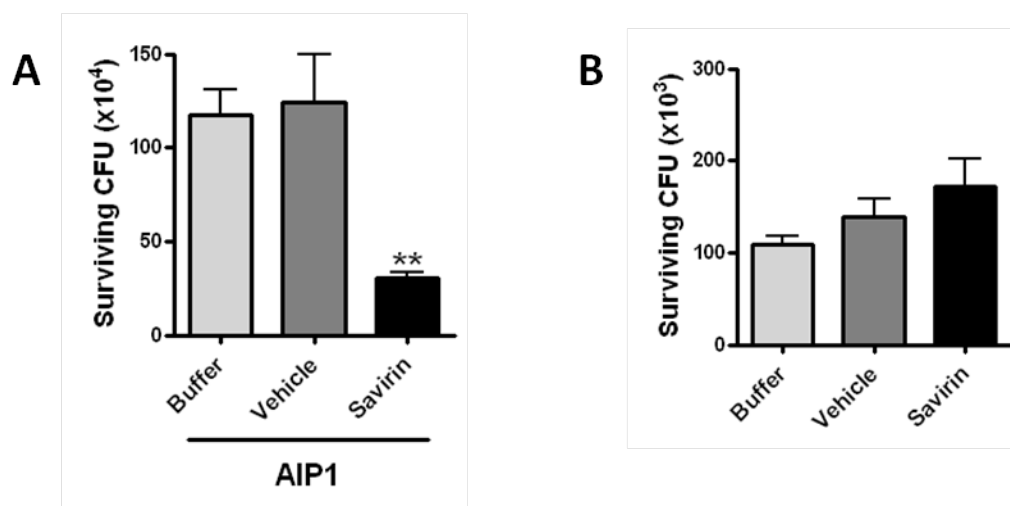 A
Surviving CFU (x10⁴)
150
100
50
0
**
Buffer
Vehicle
Savirin
AIP1
B
Surviving CFU (x10³)
300
200
100
0
Buffer
Vehicle
Savirin